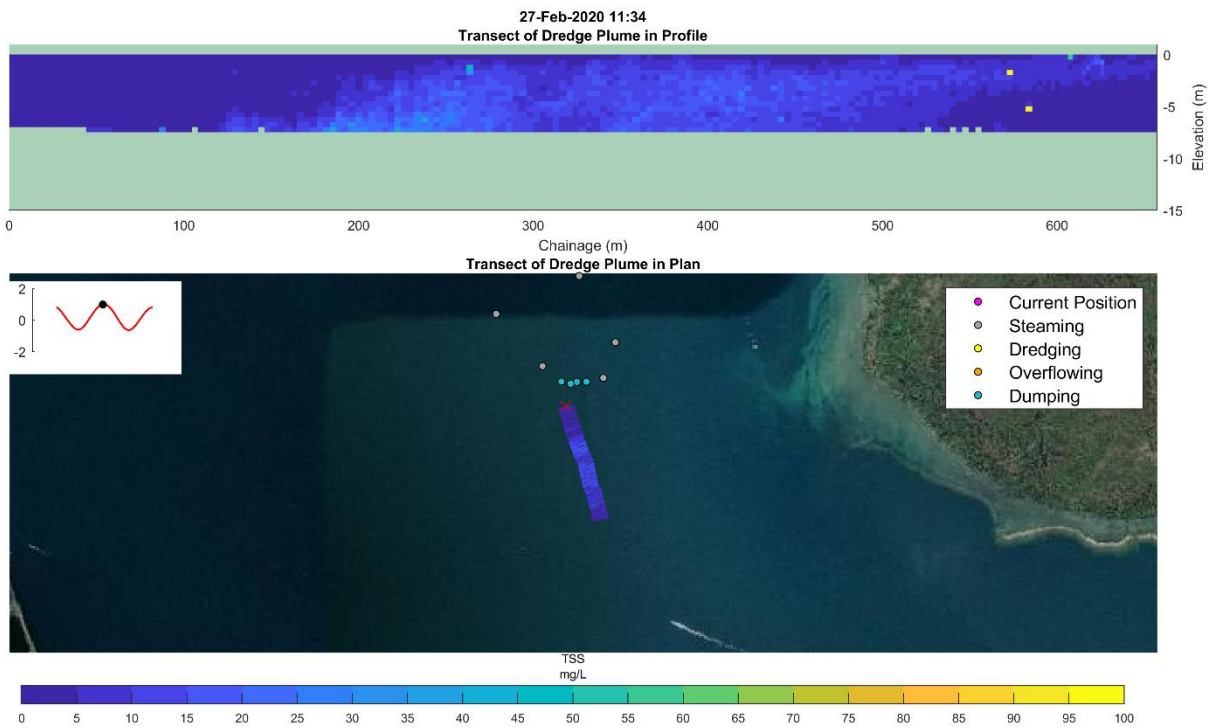 27-Feb-2020 11:34
Transect of Dredge Plume in Profile
0
-5
-10
-15
Elevation (m)
0 100 200 300 400 500 600
Chainage (m)
Transect of Dredge Plume in Plan
2
0
-2
Current Position
Steaming
Dredging
Overflowing
Dumping
TSS
mg/L
0 5 10 15 20 25 30 35 40 45 50 55 60 65 70 75 80 85 90 95 100